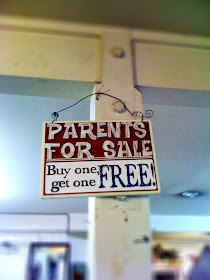 PARENTS
FOR SALE
Buy one,
get one FREE!